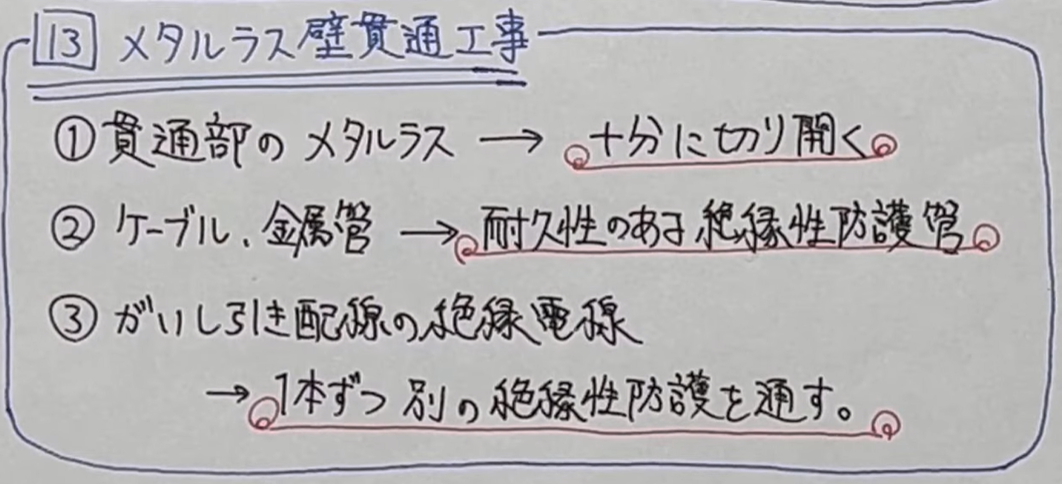 13 メタルラス壁貫通工事
① 貫通部のメタルラス → 十分に切り開く
② ケーブル、金属管 → 耐久性のある絶縁性防護管
③ がいし引き配線の絶縁電線
→ 1本ずつ別の絶縁性防護を通す。